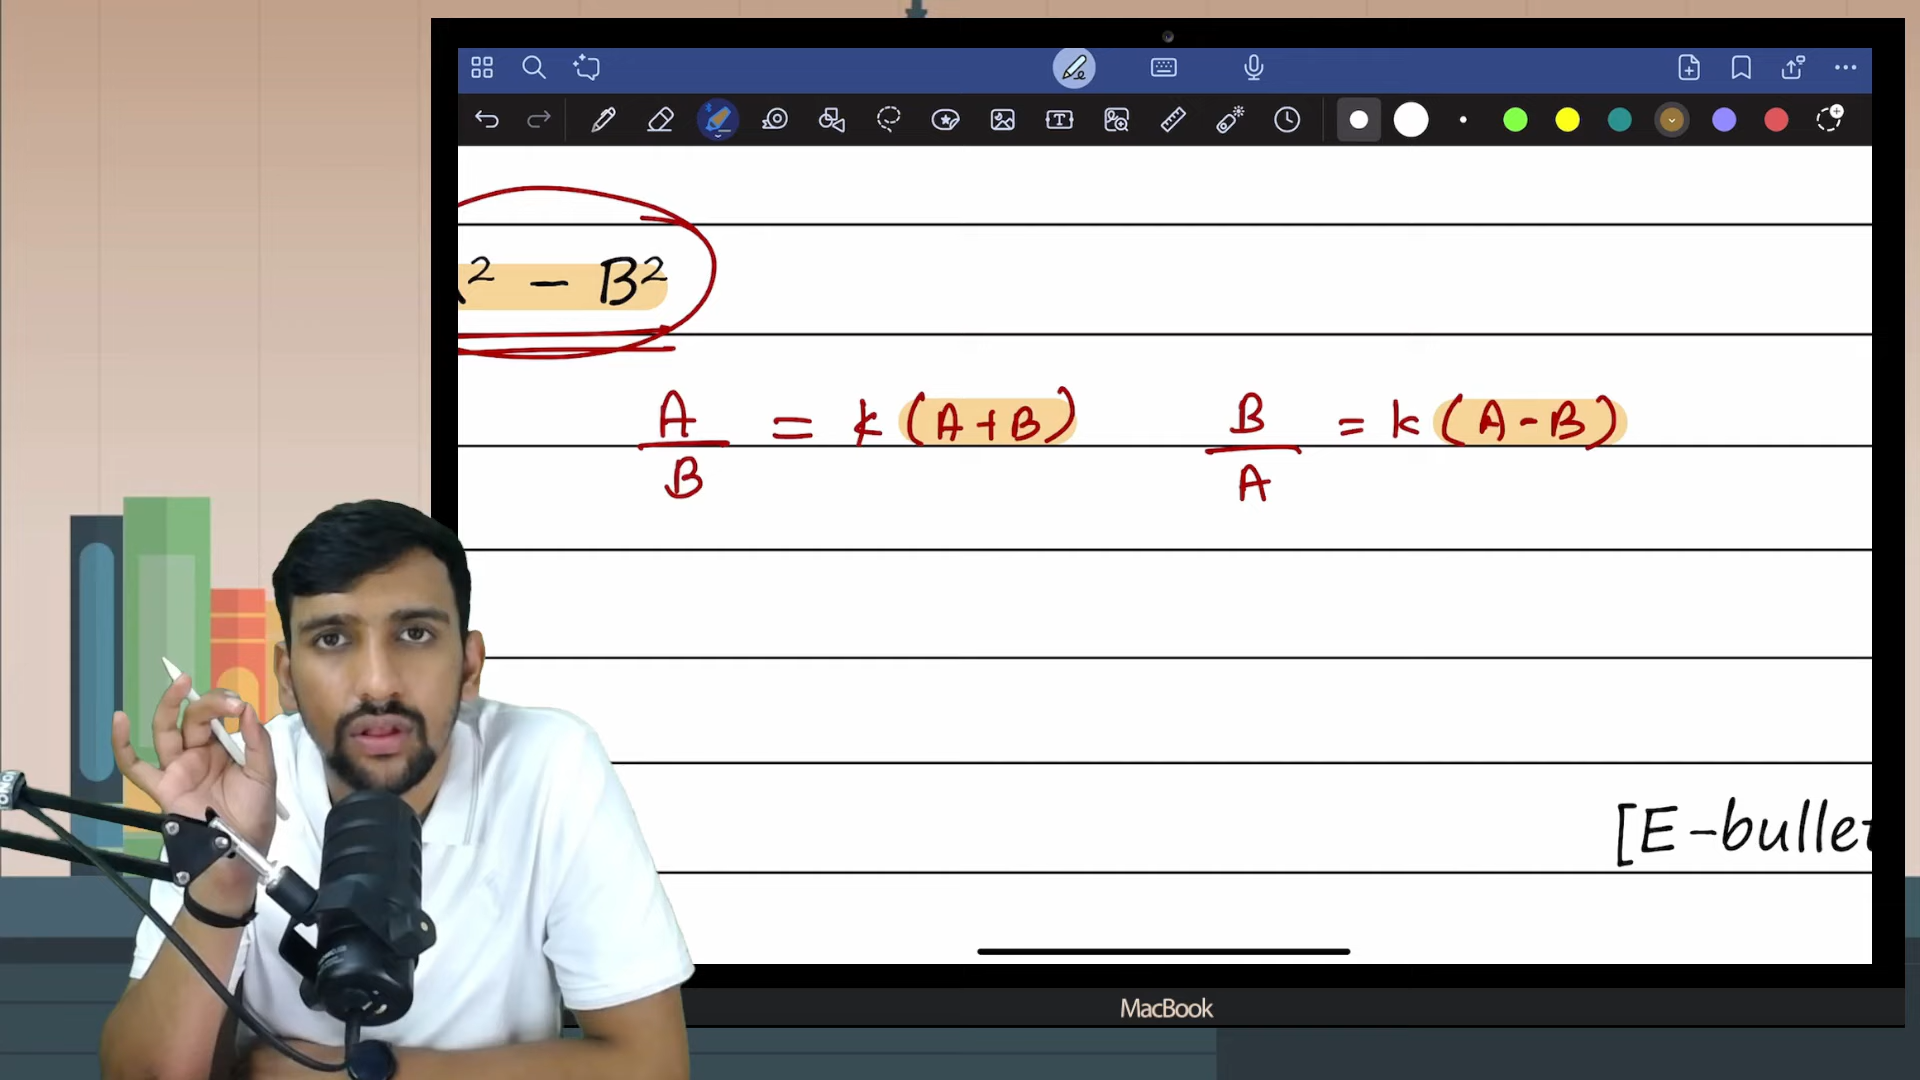 ² − B²
A/B = k (A+B) B/A = k (A-B)
[E-bullet
MacBook